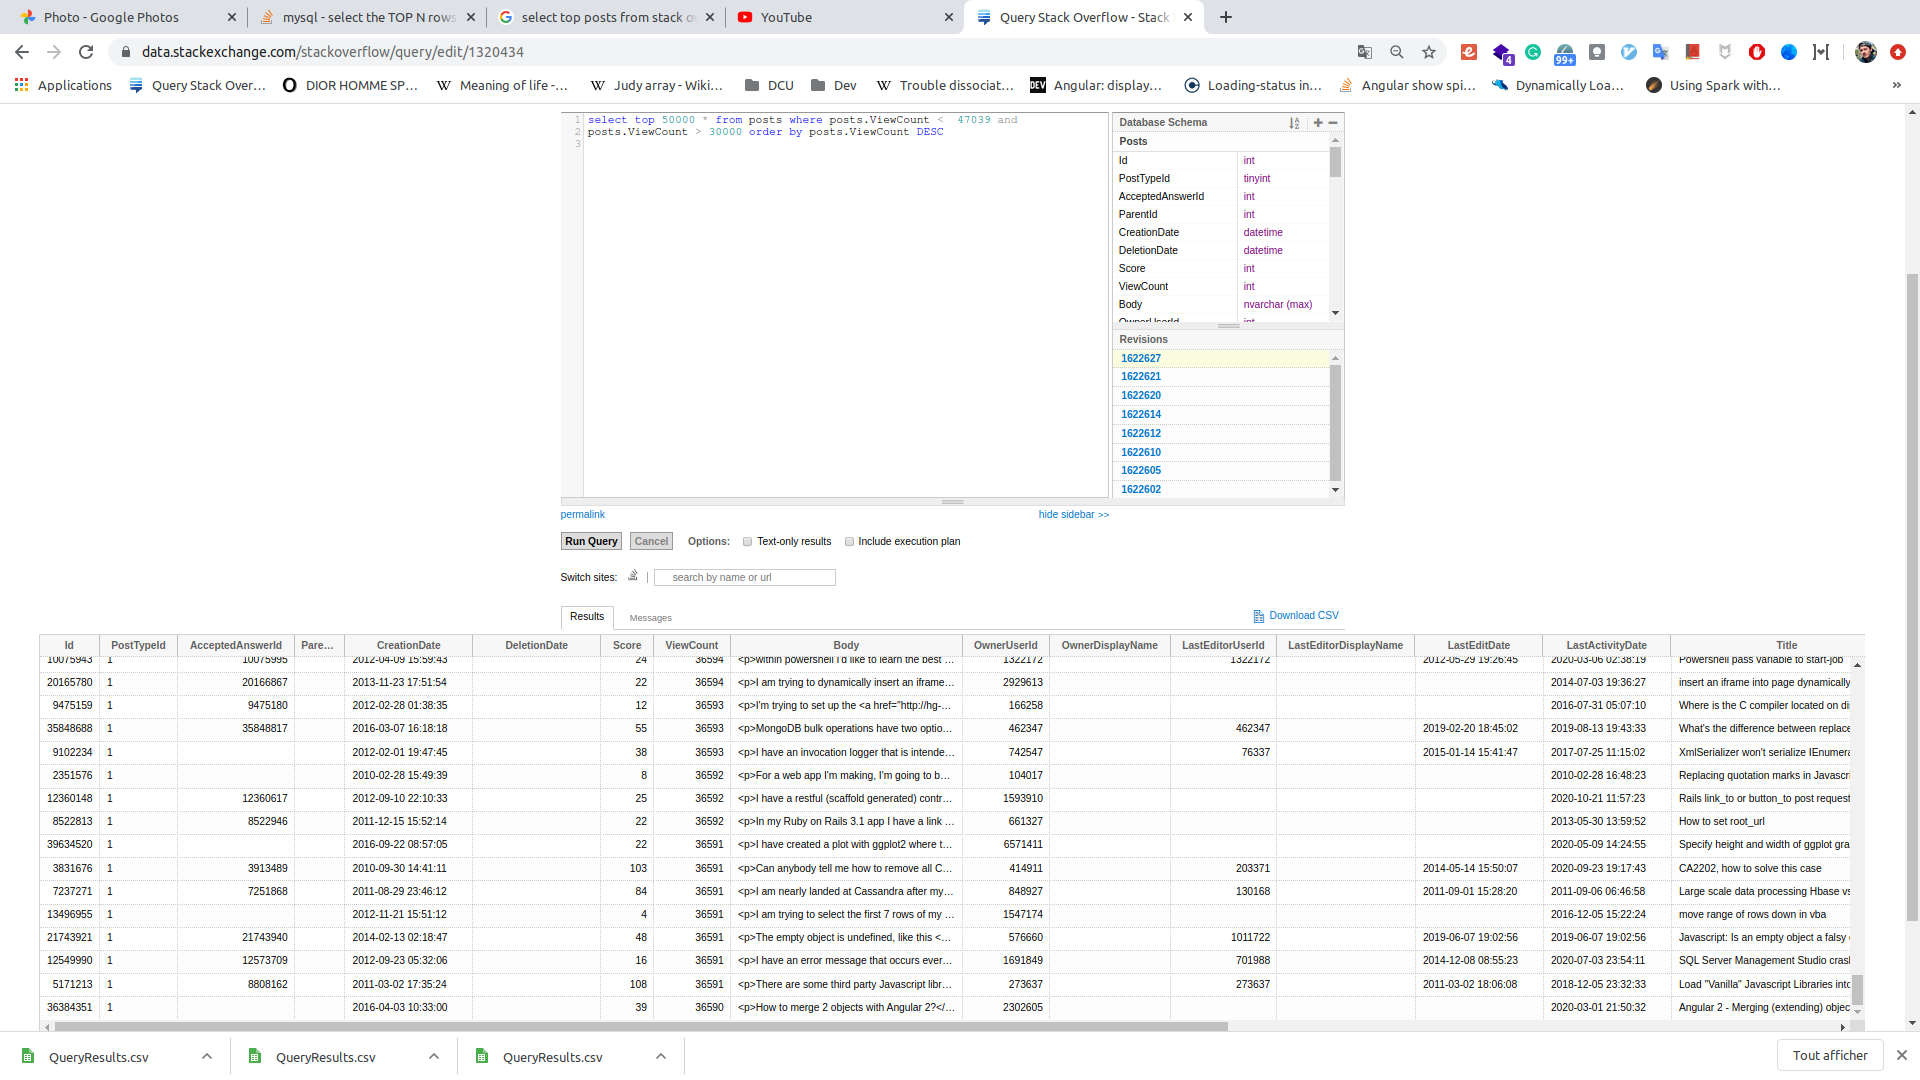 Photo - Google Photos
mysql - select the TOP N rows
select top posts from stack o
YouTube
Query Stack Overflow - Stack
data.stackexchange.com/stackoverflow/query/edit/1320434
4
99+
Applications
Query Stack Over…
DIOR HOMME SP…
Meaning of life -…
Judy array - Wiki…
DCU
Dev
Trouble dissociat…
DEV
Angular: display…
Loading-status in…
Angular show spi…
Dynamically Loa…
Using Spark with…
1 select top 50000 * from posts where posts.ViewCount < 47039 and
2 posts.ViewCount > 30000 order by posts.ViewCount DESC
3
Database Schema
Posts
Id int
PostTypeId tinyint
AcceptedAnswerId int
ParentId int
CreationDate datetime
DeletionDate datetime
Score int
ViewCount int
Body nvarchar (max)
OwnerUserId int
Revisions
1622627
1622621
1622620
1622614
1622612
1622610
1622605
1622602
permalink
hide sidebar >>
Run Query Cancel Options: Text-only results Include execution plan
Switch sites: | search by name or url
Results Messages
Download CSV
Id PostTypeId AcceptedAnswerId Pare… CreationDate DeletionDate Score ViewCount Body OwnerUserId OwnerDisplayName LastEditorUserId LastEditorDisplayName LastEditDate LastActivityDate Title
10075943 1 10075995 2012-04-09 15:59:43 24 36594 <p>within powershell i'd like to learn the best … 1322172 1322172 2012-05-29 19:26:45 2020-03-06 02:38:19 Powershell pass variable to start-job
20165780 1 20166867 2013-11-23 17:51:54 22 36594 <p>I am trying to dynamically insert an iframe… 2929613 2014-07-03 19:36:27 insert an iframe into page dynamically
9475159 1 9475180 2012-02-28 01:38:35 12 36593 <p>I'm trying to set up the <a href="http://hg-… 166258 2016-07-31 05:07:10 Where is the C compiler located on di
35848688 1 35848817 2016-03-07 16:18:18 55 36593 <p>MongoDB bulk operations have two optio… 462347 462347 2019-02-20 18:45:02 2019-08-13 19:43:33 What's the difference between replace
9102234 1 2012-02-01 19:47:45 38 36593 <p>I have an invocation logger that is intende… 742547 76337 2015-01-14 15:41:47 2017-07-25 11:15:02 XmlSerializer won't serialize IEnumera
2351576 1 2010-02-28 15:49:39 8 36592 <p>For a web app I'm making, I'm going to b… 104017 2010-02-28 16:48:23 Replacing quotation marks in Javascri
12360148 1 12360617 2012-09-10 22:10:33 25 36592 <p>I have a restful (scaffold generated) contr… 1593910 2020-10-21 11:57:23 Rails link_to or button_to post request
8522813 1 8522946 2011-12-15 15:52:14 22 36592 <p>In my Ruby on Rails 3.1 app I have a link … 661327 2013-05-30 13:59:52 How to set root_url
39634520 1 2016-09-22 08:57:05 22 36591 <p>I have created a plot with ggplot2 where t… 6571411 2020-05-09 14:24:55 Specify height and width of ggplot gra
3831676 1 3913489 2010-09-30 14:41:11 103 36591 <p>Can anybody tell me how to remove all C… 414911 203371 2014-05-14 15:50:07 2020-09-23 19:17:43 CA2202, how to solve this case
7237271 1 7251868 2011-08-29 23:46:12 84 36591 <p>I am nearly landed at Cassandra after my… 848927 130168 2011-09-01 15:28:20 2011-09-06 06:46:58 Large scale data processing Hbase vs
13496955 1 2012-11-21 15:51:12 4 36591 <p>I am trying to select the first 7 rows of my … 1547174 2016-12-05 15:22:24 move range of rows down in vba
21743921 1 21743940 2014-02-13 02:18:47 48 36591 <p>The empty object is undefined, like this <… 576660 1011722 2019-06-07 19:02:56 2019-06-07 19:02:56 Javascript: Is an empty object a falsy
12549990 1 12573709 2012-09-23 05:32:06 16 36591 <p>I have an error message that occurs ever… 1691849 701988 2014-12-08 08:55:23 2020-07-03 23:54:11 SQL Server Management Studio cras
5171213 1 8808162 2011-03-02 17:35:24 108 36591 <p>There are some third party Javascript libr… 273637 273637 2011-03-02 18:06:08 2018-12-05 23:32:33 Load "Vanilla" Javascript Libraries into
36384351 1 2016-04-03 10:33:00 39 36590 <p>How to merge 2 objects with Angular 2?</… 2302605 2020-03-01 21:50:32 Angular 2 - Merging (extending) objec
QueryResults.csv
QueryResults.csv
QueryResults.csv
Tout afficher